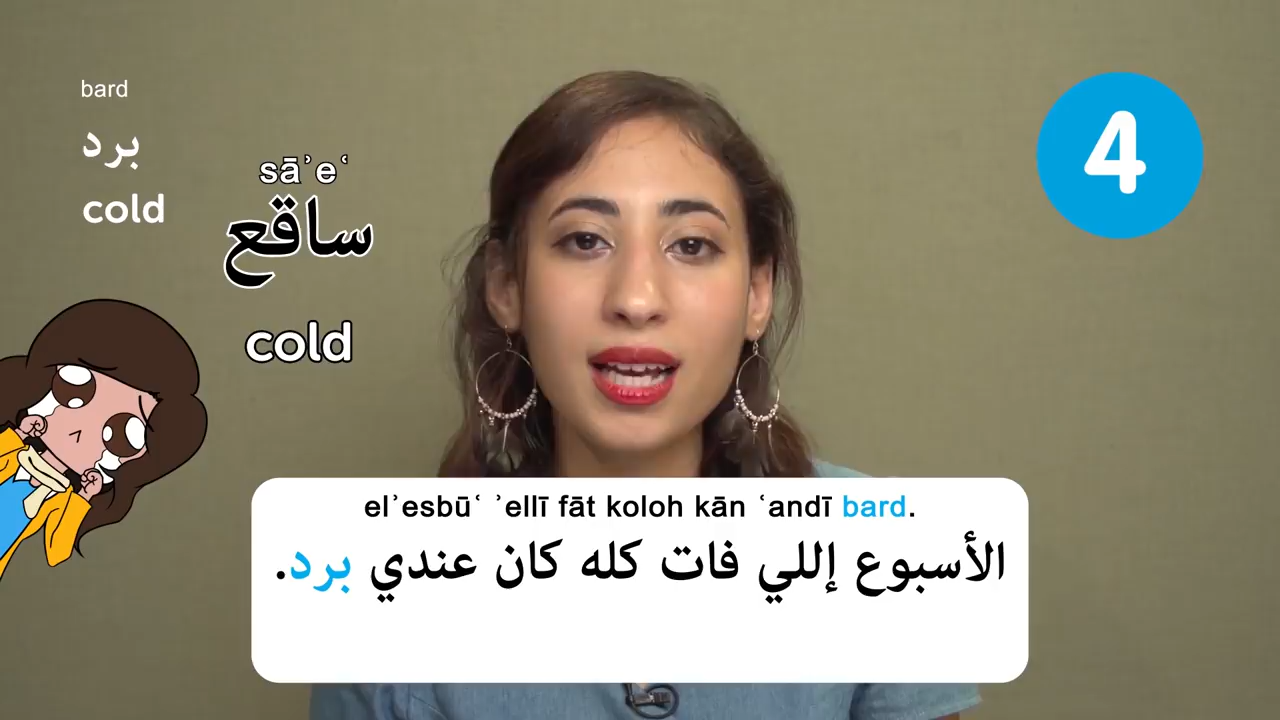 bard
برد
cold
sāʾeʿ
ساقع
cold
4
elʾesbūʿ ʾellī fāt koloh kān ʿandī bard.
الأسبوع إللي فات كله كان عندي برد.